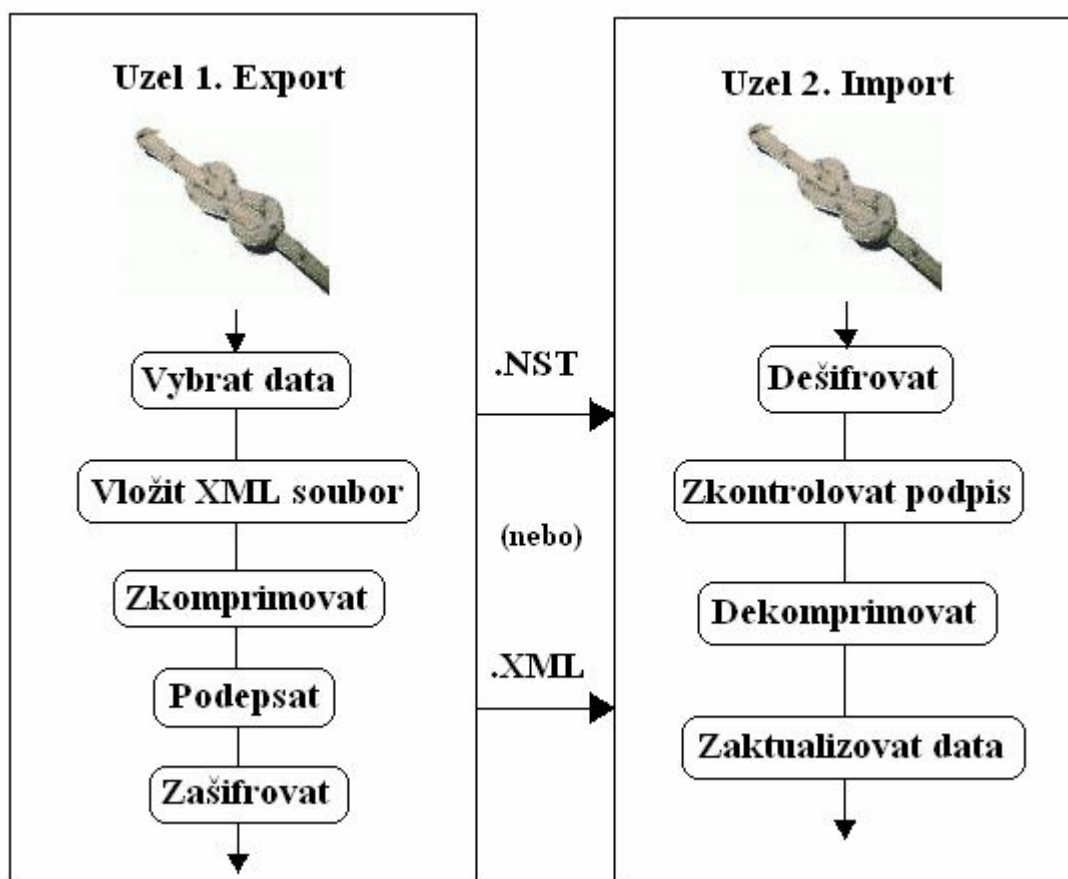 Uzel 1. Export
Vybrat data
Vložit XML soubor
Zkomprimovat
Podepsat
Zašifrovat
.NST
(nebo)
.XML
Uzel 2. Import
Dešifrovat
Zkontrolovat podpis
Dekomprimovat
Zaktualizovat data